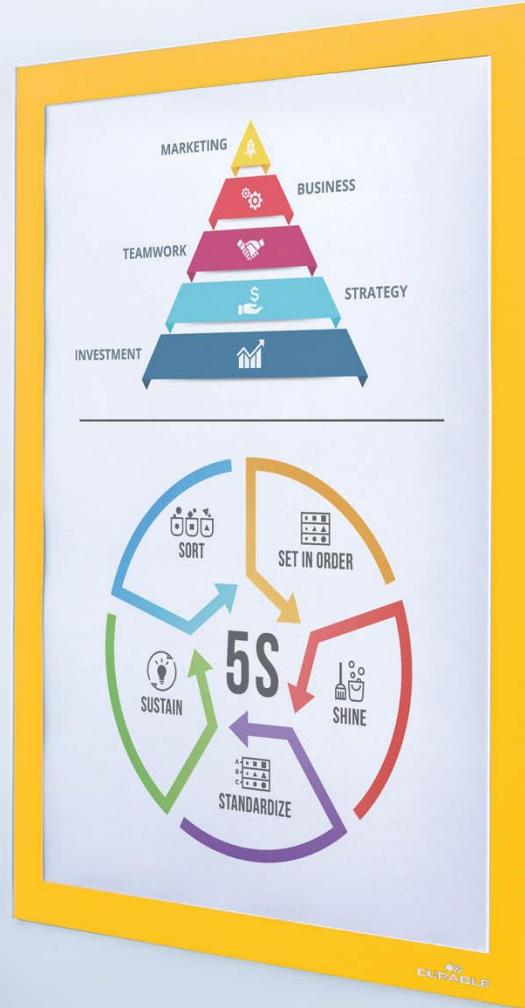 MARKETING
BUSINESS
TEAMWORK
STRATEGY
$
INVESTMENT
SORT
SET IN ORDER
5S
SUSTAIN
SHINE
A
B
C
STANDARDIZE
DURABLE